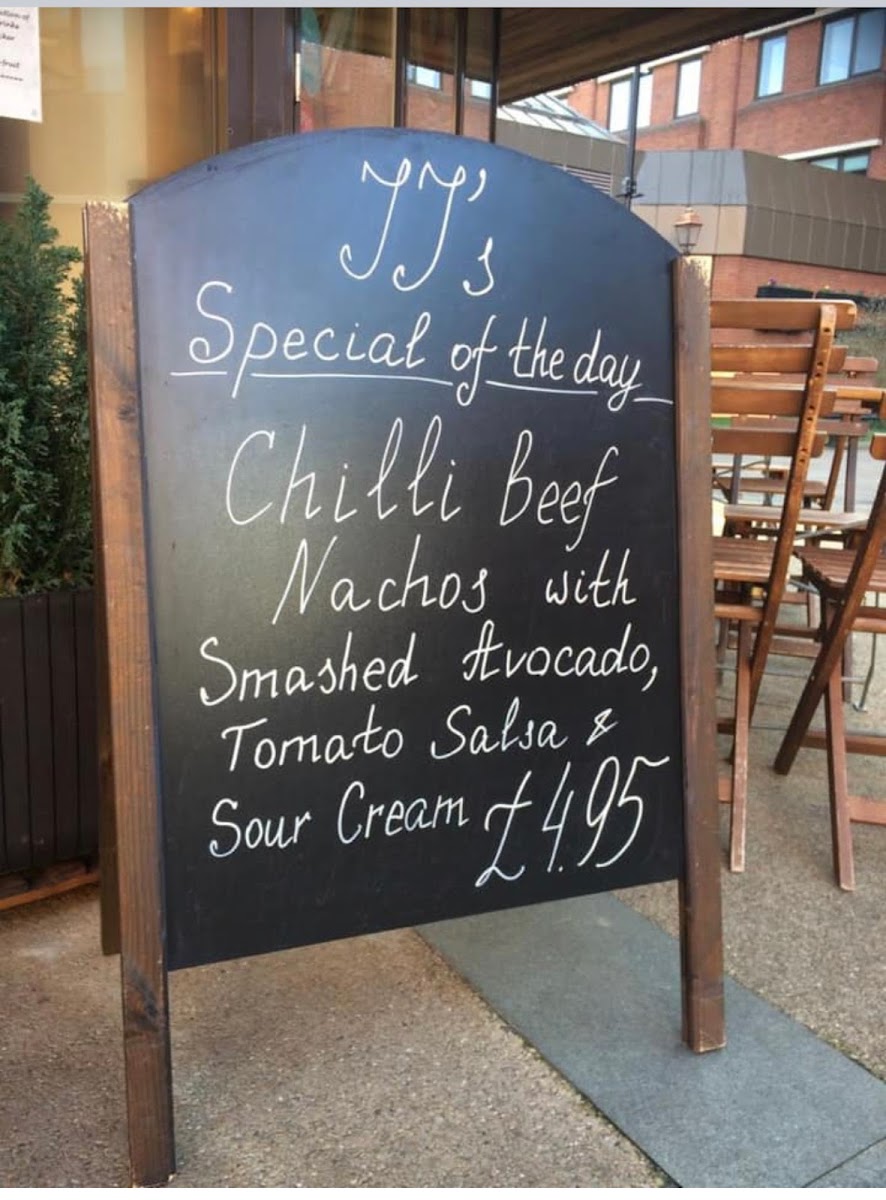 JJ's
Special of the day
Chilli Beef
Nachos with
Smashed Avocado,
Tomato Salsa &
Sour Cream £4.95